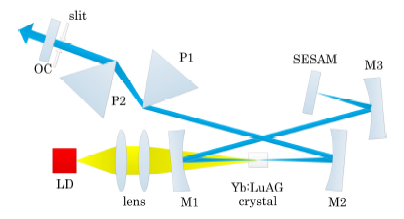 slit
OC
P1
P2
SESAM
M3
LD
lens
M1
Yb:LuAG
crystal
M2